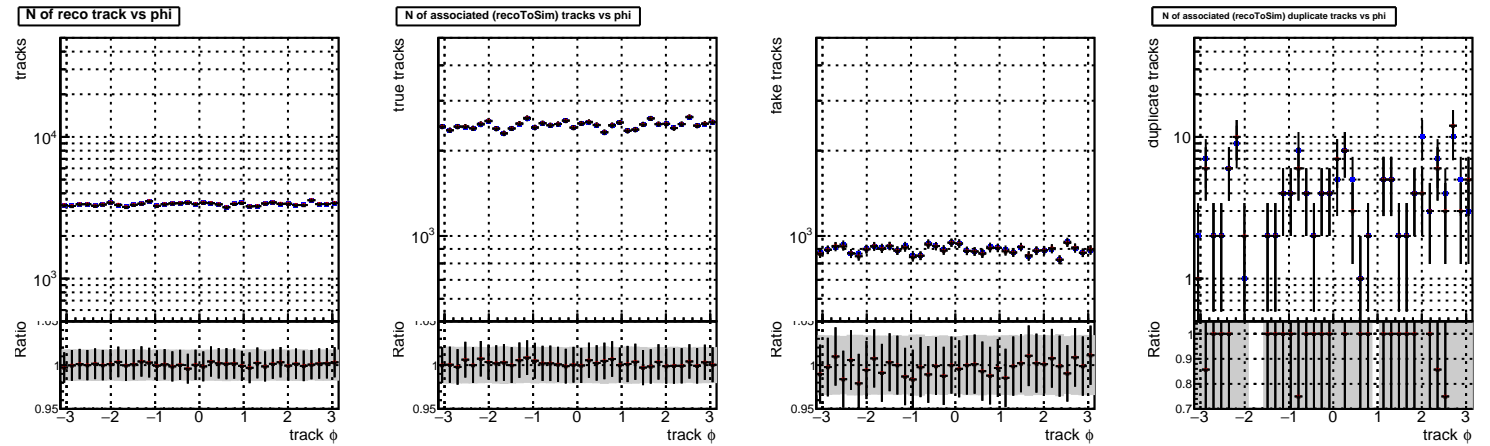 N of reco track vs phi
tracks
10⁴
10³
Ratio
1
0.95
−3 −2 −1 0 1 2 3
track ϕ
N of associated (recoToSim) tracks vs phi
true tracks
10³
Ratio
1
0.95
−3 −2 −1 0 1 2 3
track ϕ
fake tracks
10³
Ratio
1
0.95
−3 −2 −1 0 1 2 3
track ϕ
N of associated (recoToSim) duplicate tracks vs phi
duplicate tracks
10
1
Ratio
1
0.9
0.8
0.7
−3 −2 −1 0 1 2 3
track ϕ